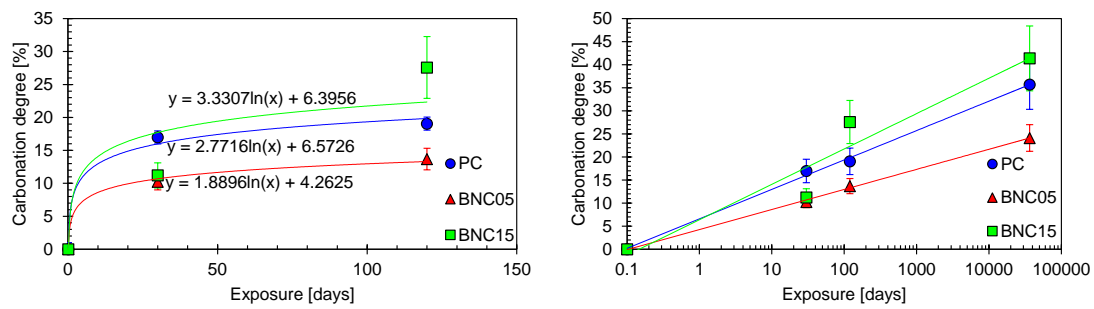 Carbonation degree [%]
35
30
25
20
15
10
5
0
y = 3.3307ln(x) + 6.3956
y = 2.7716ln(x) + 6.5726
y = 1.8896ln(x) + 4.2625
PC
BNC05
BNC15
0
50
100
150
Exposure [days]
Carbonation degree [%]
50
45
40
35
30
25
20
15
10
5
0
PC
BNC05
BNC15
0.1
1
10
100
1000
10000
100000
Exposure [days]